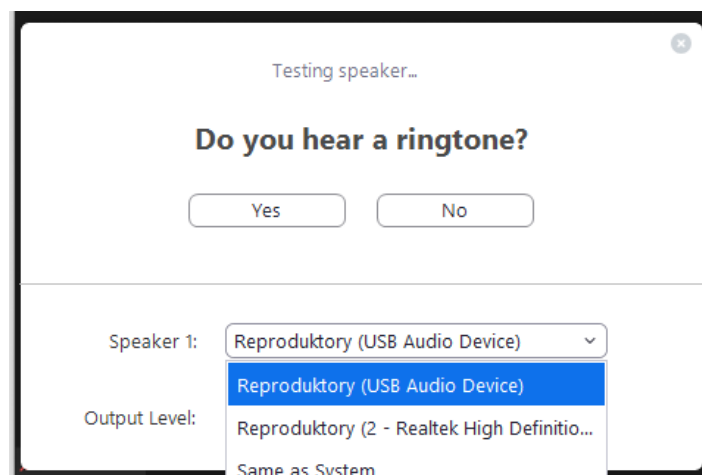 Testing speaker...
Do you hear a ringtone?
Yes No
Speaker 1: Reproduktory (USB Audio Device)
Reproduktory (USB Audio Device)
Output Level:
Reproduktory (2 - Realtek High Definitio...
Same as System